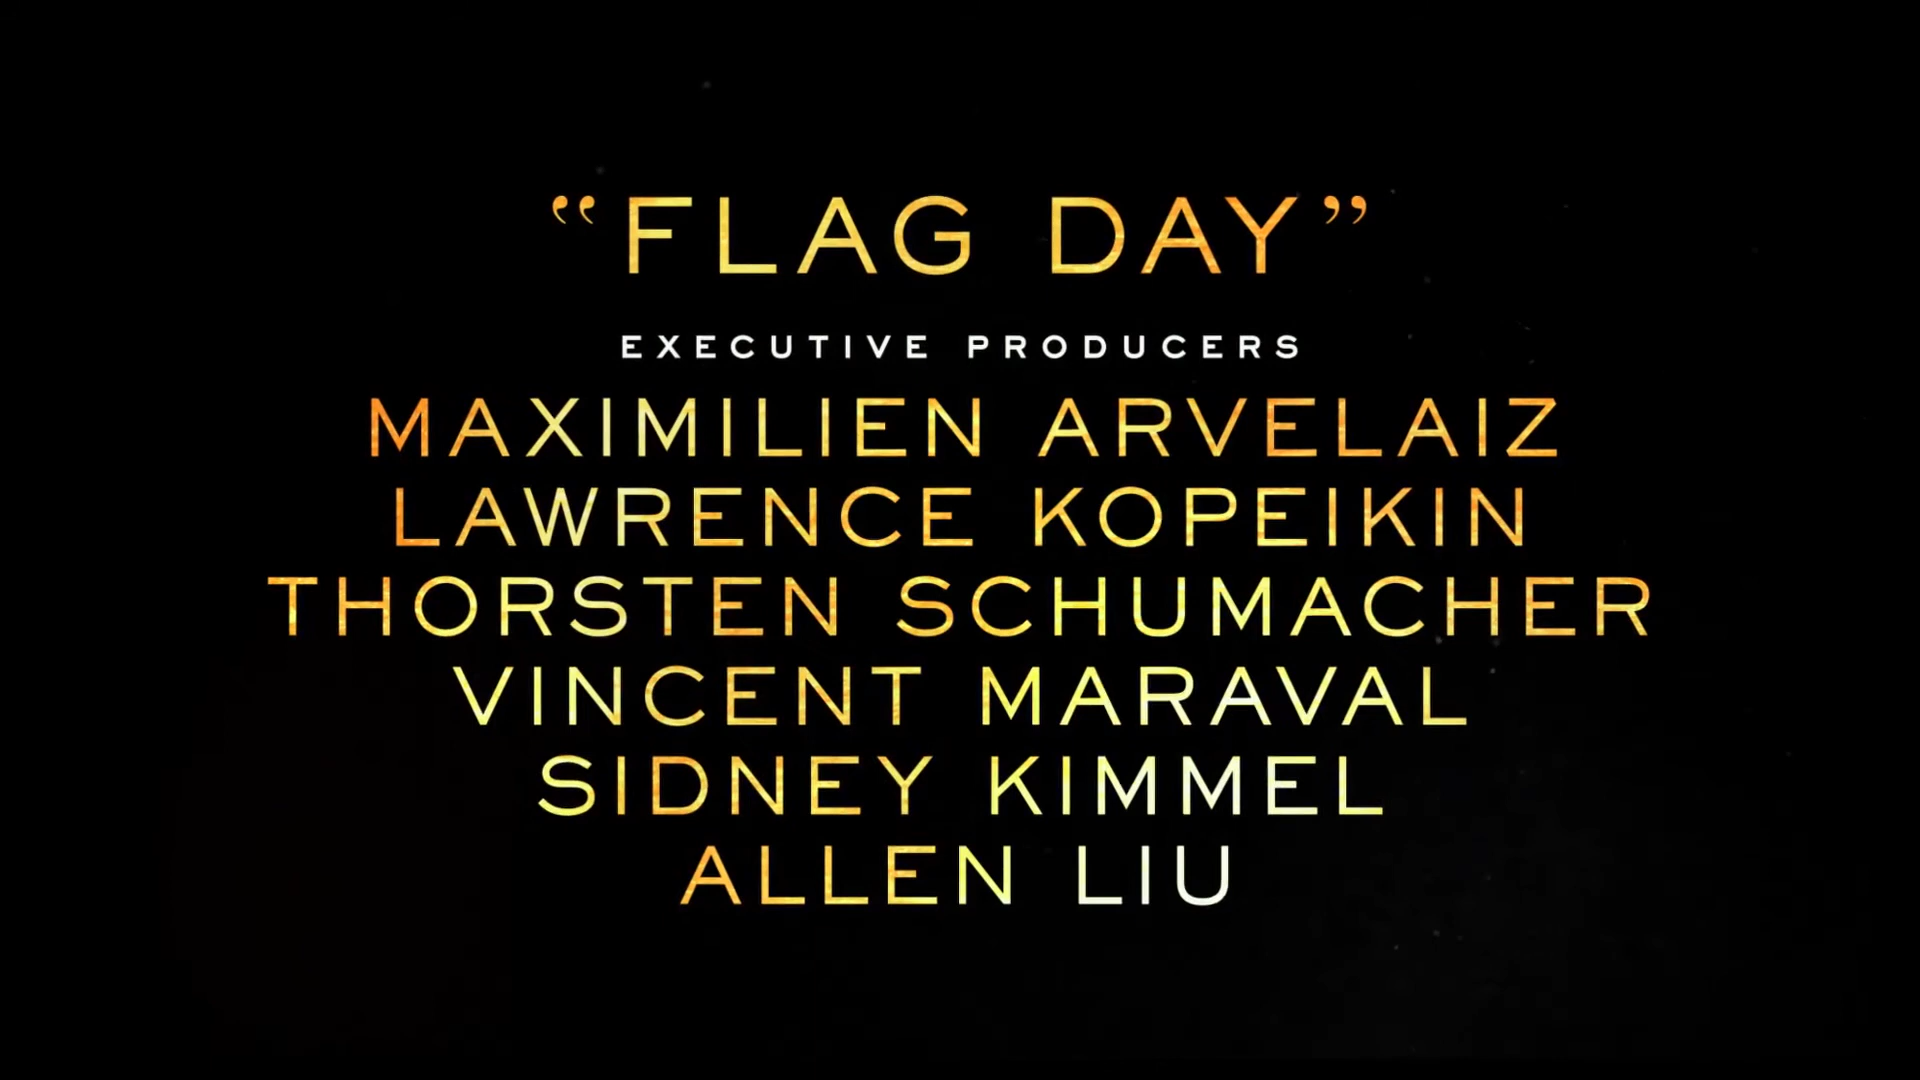 “FLAG DAY”
EXECUTIVE PRODUCERS
MAXIMILIEN ARVELAIZ
LAWRENCE KOPEIKIN
THORSTEN SCHUMACHER
VINCENT MARAVAL
SIDNEY KIMMEL
ALLEN LIU